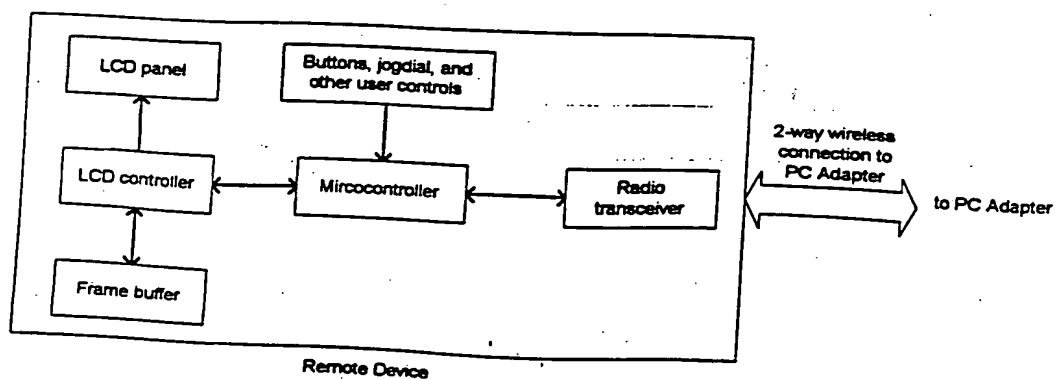 LCD panel
Buttons, jogdial, and
other user controls
2-way wireless
connection to
PC Adapter
LCD controller
Mircocontroller
Radio
transceiver
to PC Adapter
Frame buffer
Remote Device